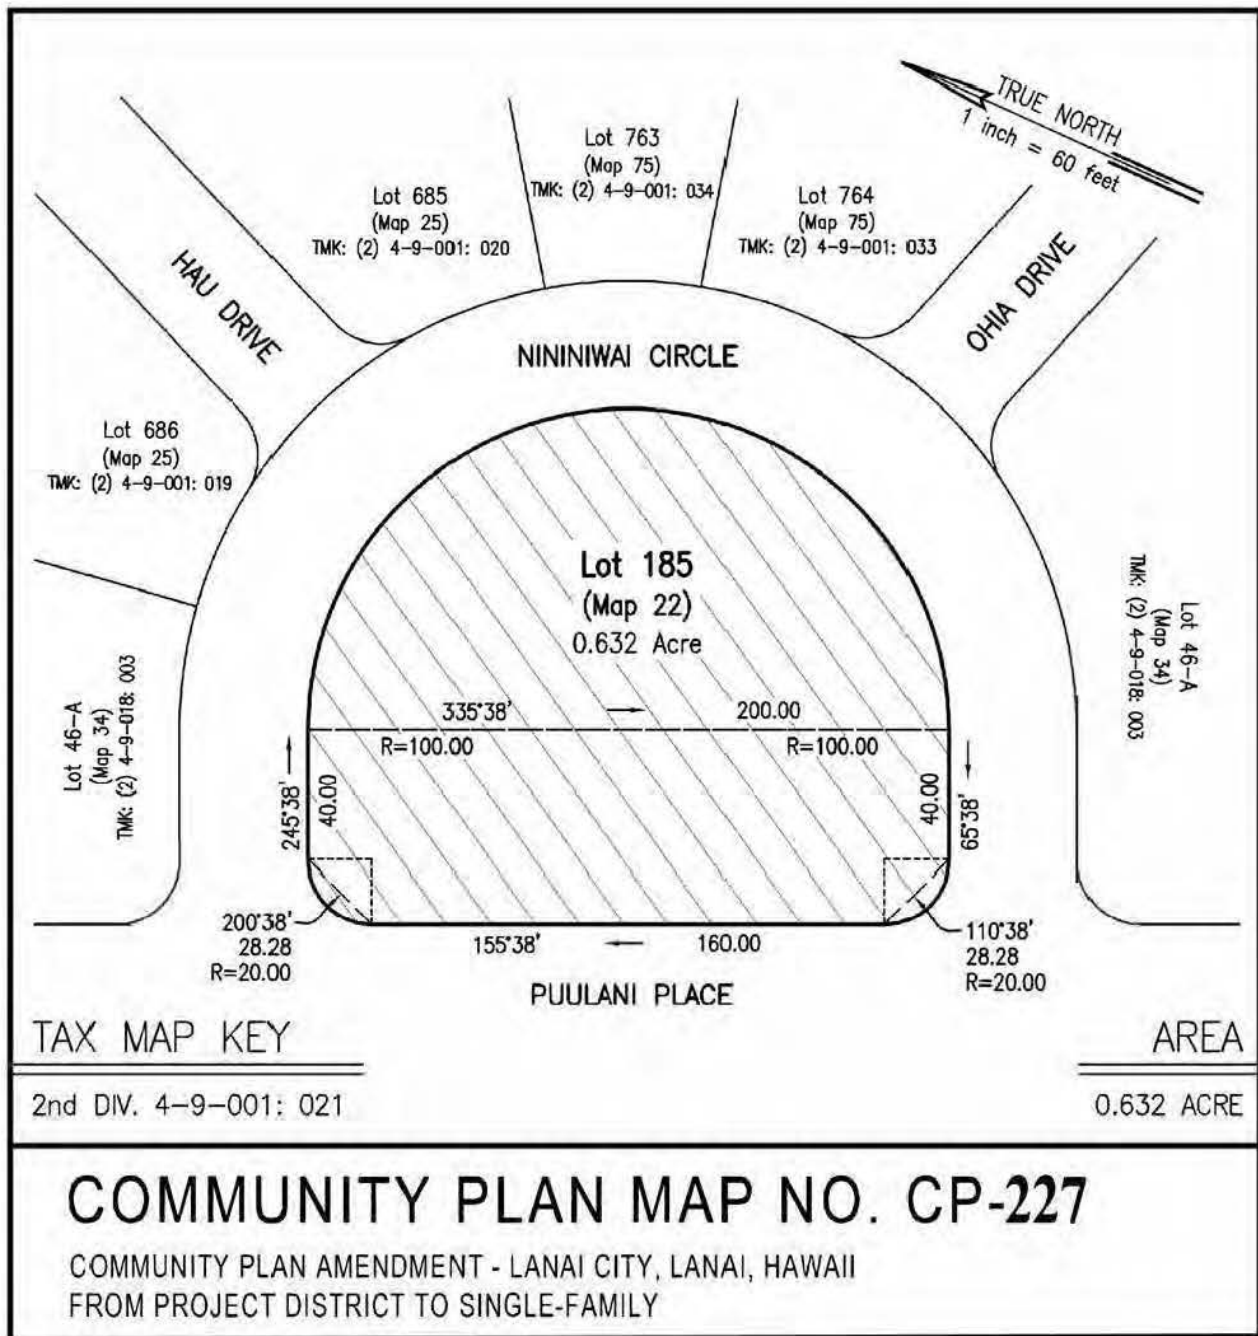 TRUE NORTH
1 inch = 60 feet
Lot 763
(Map 75)
TMK: (2) 4-9-001: 034
Lot 685
(Map 25)
TMK: (2) 4-9-001: 020
Lot 764
(Map 75)
TMK: (2) 4-9-001: 033
HAU DRIVE
OHIA DRIVE
NININIWAI CIRCLE
Lot 686
(Map 25)
TMK: (2) 4-9-001: 019
Lot 185
(Map 22)
0.632 Acre
Lot 46-A
(Map 34)
TMK: (2) 4-9-018: 003
Lot 46-A
(Map 34)
TMK: (2) 4-9-018: 003
335°38' 200.00
R=100.00 R=100.00
245°38'
40.00
40.00
65°38'
200°38'
28.28
R=20.00
155°38' 160.00
110°38'
28.28
R=20.00
PUULANI PLACE
TAX MAP KEY
2nd DIV. 4-9-001: 021
AREA
0.632 ACRE
COMMUNITY PLAN MAP NO. CP-227
COMMUNITY PLAN AMENDMENT - LANAI CITY, LANAI, HAWAII
FROM PROJECT DISTRICT TO SINGLE-FAMILY